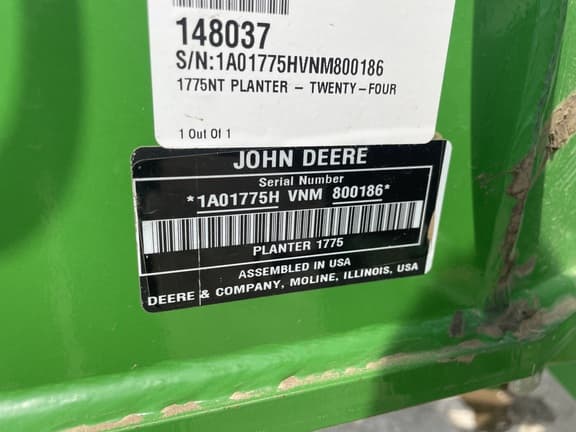 148037
S/N:1A01775HVNM800186
1775NT PLANTER – TWENTY–FOUR
1 Out Of 1
JOHN DEERE
Serial Number
*1A01775H VNM 800186*
PLANTER 1775
ASSEMBLED IN USA
DEERE & COMPANY, MOLINE, ILLINOIS, USA